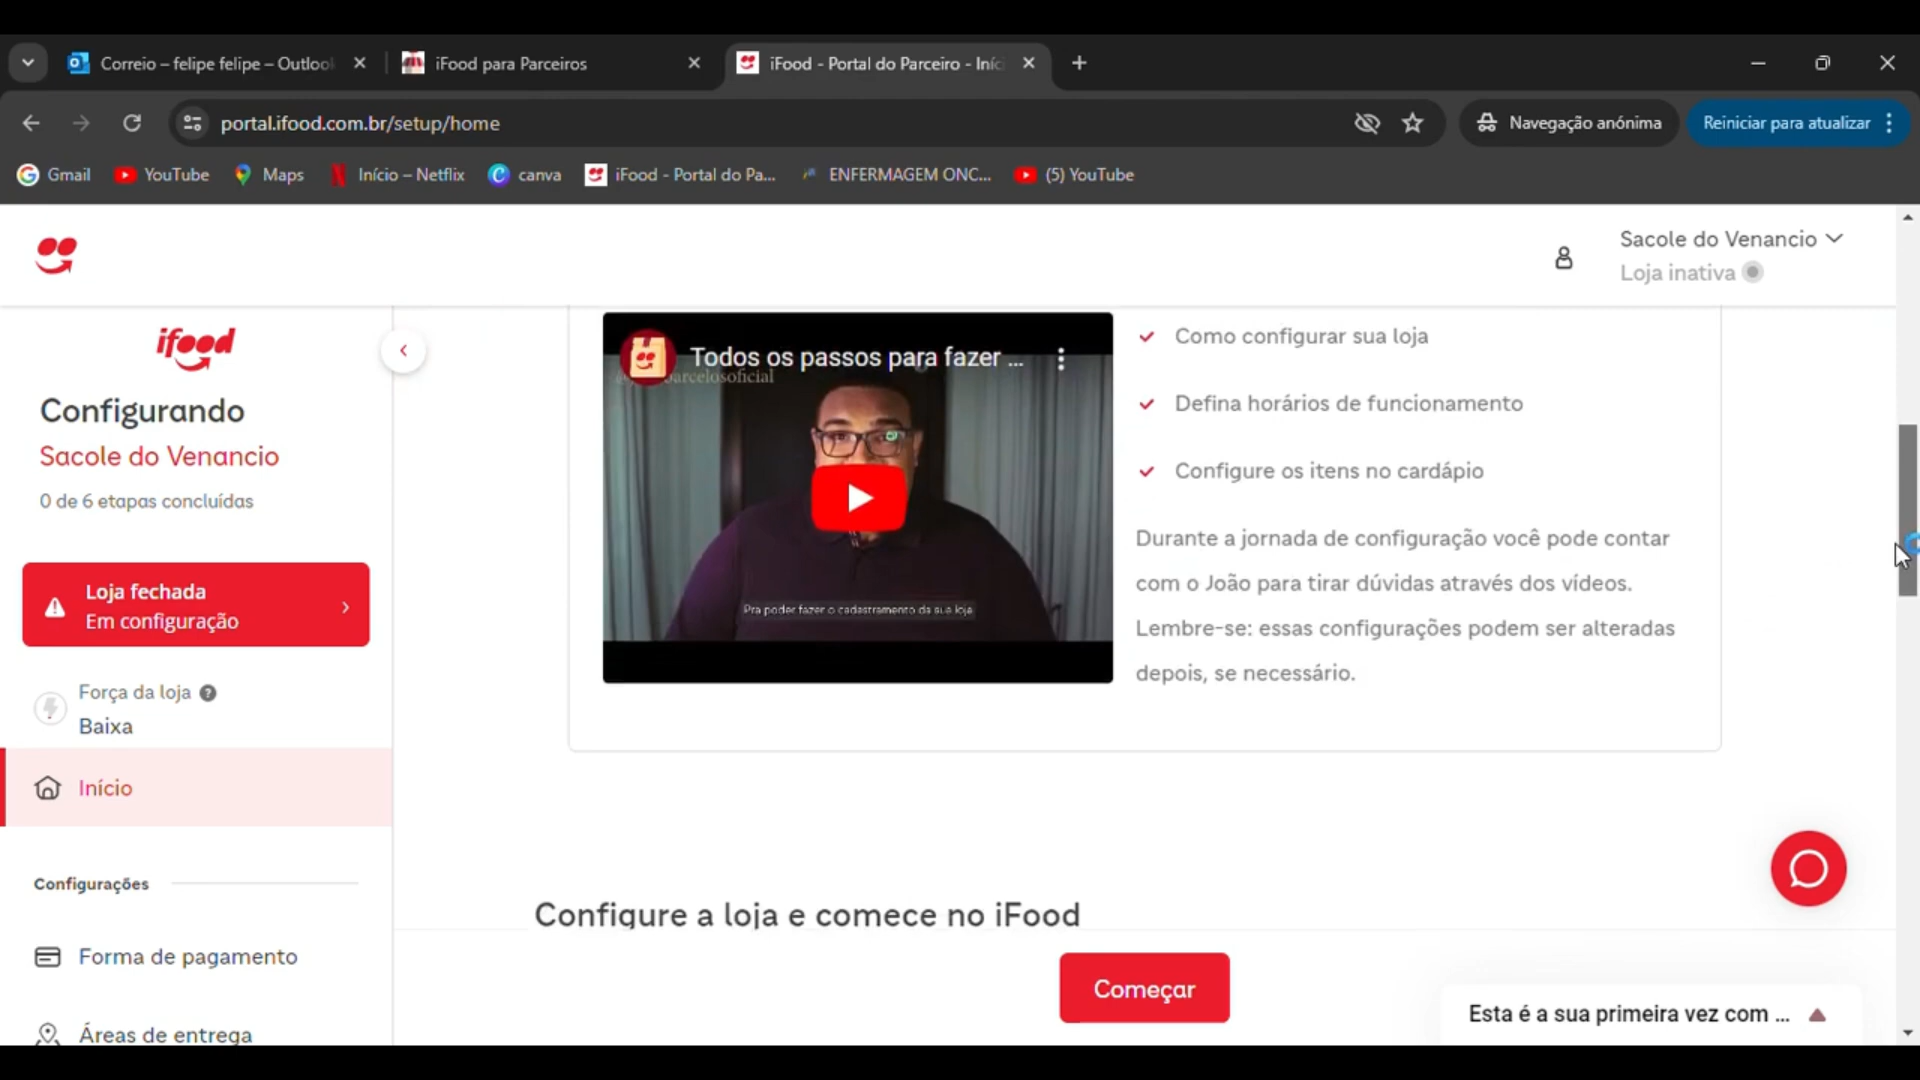 Correio – felipe felipe – Outloo
iFood para Parceiros
iFood - Portal do Parceiro - Iníc
portal.ifood.com.br/setup/home
Navegação anónima
Reiniciar para atualizar
Gmail
YouTube
Maps
Início – Netflix
canva
iFood - Portal do Pa...
ENFERMAGEM ONC...
(5) YouTube
Sacole do Venancio
Loja inativa
ifood
Configurando
Sacole do Venancio
0 de 6 etapas concluídas
Loja fechada
Em configuração
Força da loja ?
Baixa
Início
Configurações
Forma de pagamento
Áreas de entrega
Todos os passos para fazer ...
arcelosoficial
Pra poder fazer o cadastramento da sua loja
Como configurar sua loja
Defina horários de funcionamento
Configure os itens no cardápio
Durante a jornada de configuração você pode contar
com o João para tirar dúvidas através dos vídeos.
Lembre-se: essas configurações podem ser alteradas
depois, se necessário.
Configure a loja e comece no iFood
Começar
Esta é a sua primeira vez com ...